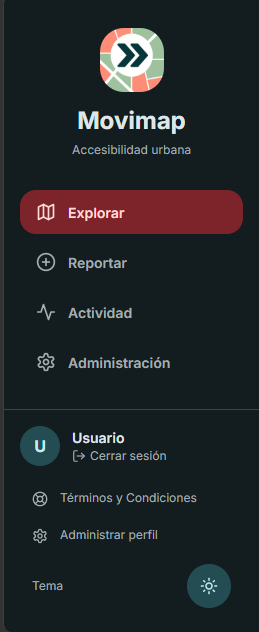 Movimap
Accesibilidad urbana
Explorar
Reportar
Actividad
Administración
U
Usuario
Cerrar sesión
Términos y Condiciones
Administrar perfil
Tema